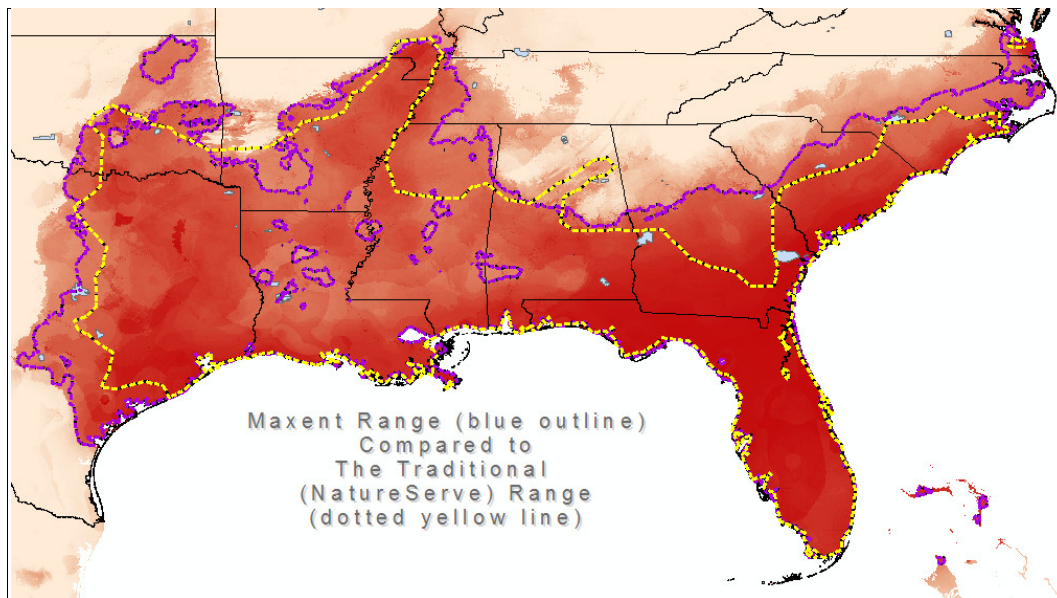 Maxent Range (blue outline)
Compared to
The Traditional
(NatureServe) Range
(dotted yellow line)